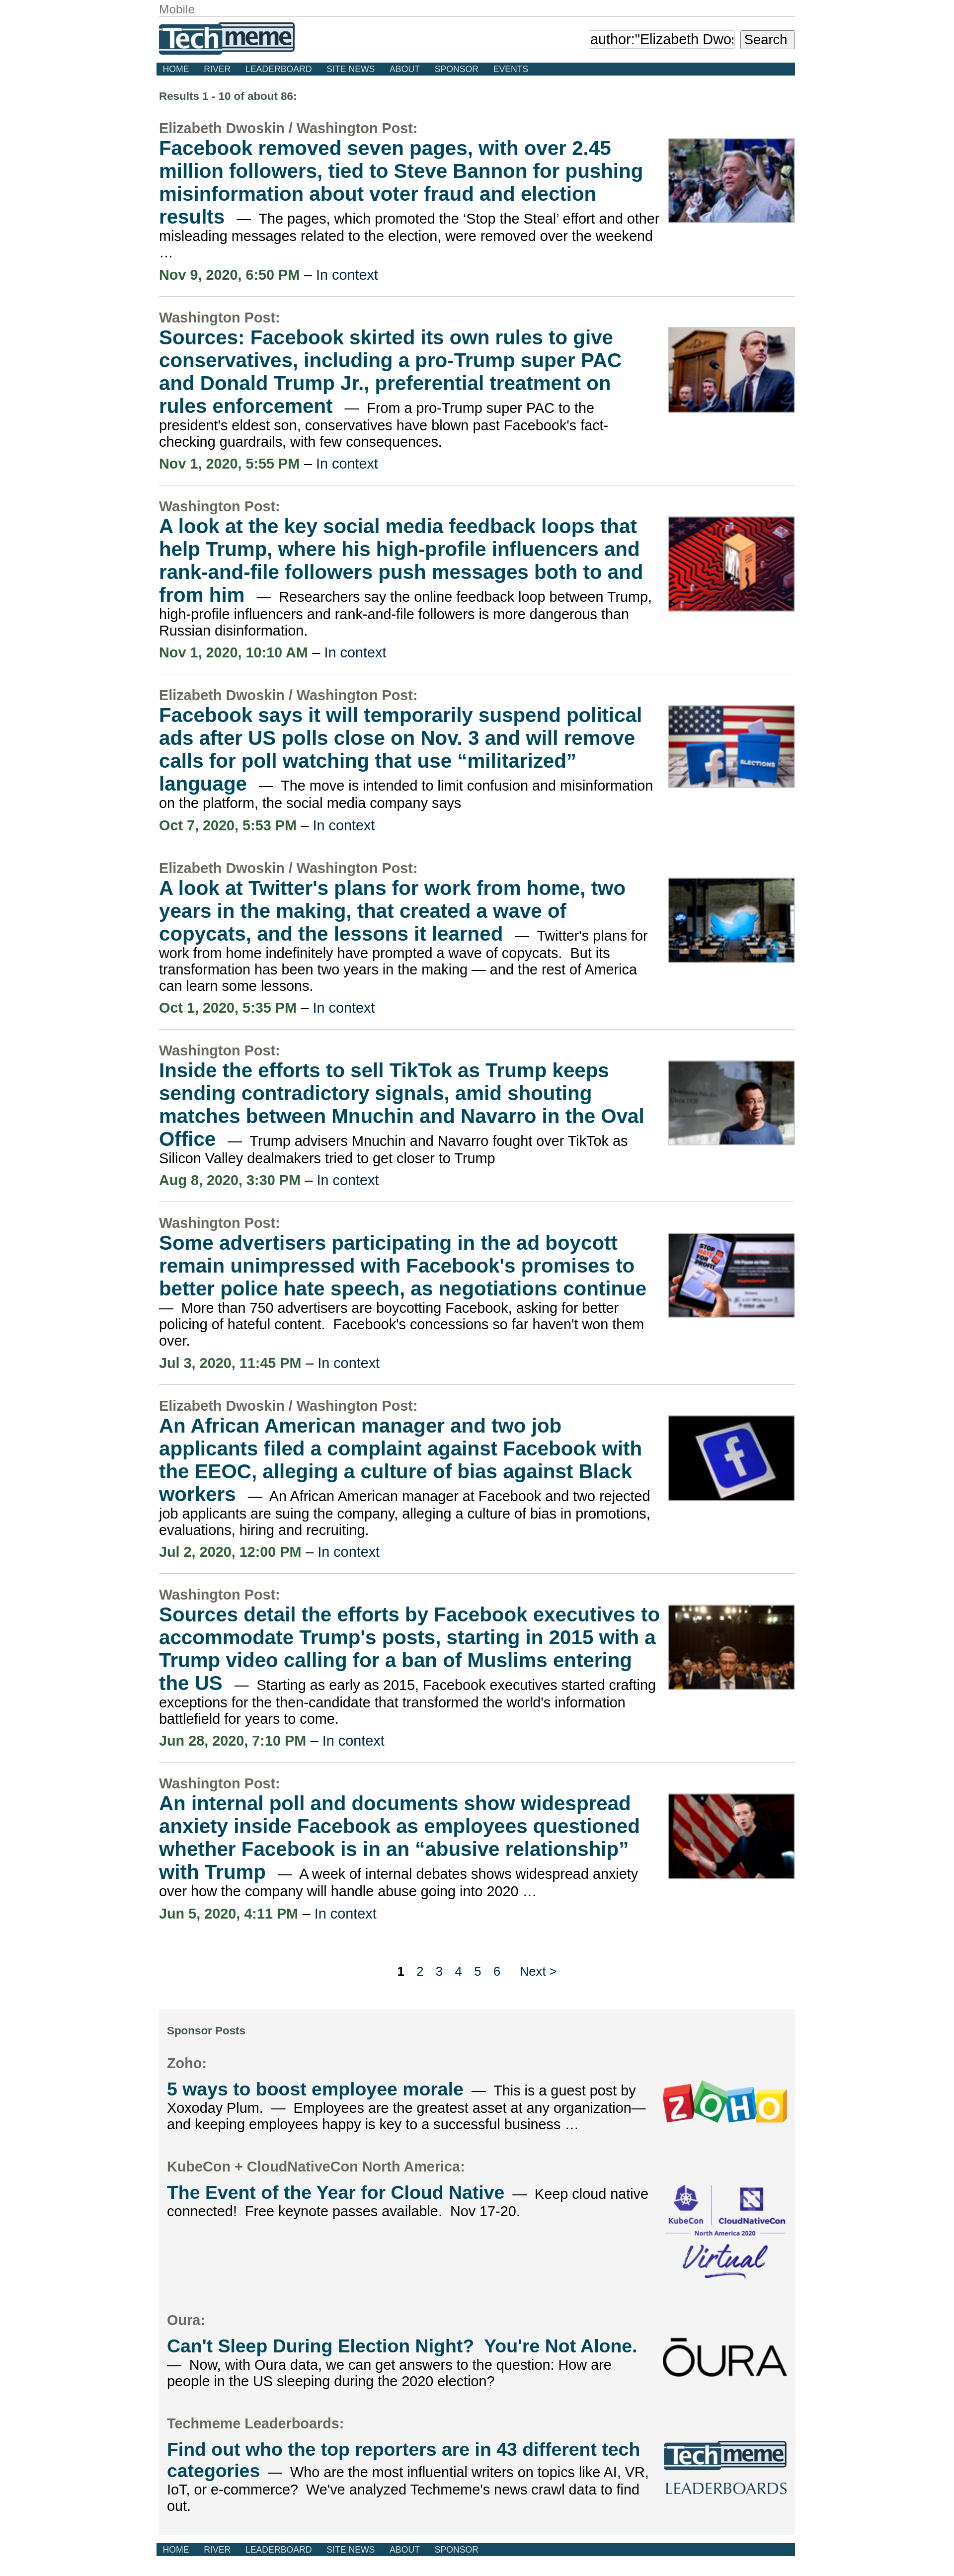 Mobile
Techmeme
author:"Elizabeth Dwos
Search
HOME RIVER LEADERBOARD SITE NEWS ABOUT SPONSOR EVENTS
Results 1 - 10 of about 86:
Elizabeth Dwoskin / Washington Post:
Facebook removed seven pages, with over 2.45
million followers, tied to Steve Bannon for pushing
misinformation about voter fraud and election
results — The pages, which promoted the ‘Stop the Steal’ effort and other
misleading messages related to the election, were removed over the weekend
…
Nov 9, 2020, 6:50 PM – In context
Washington Post:
Sources: Facebook skirted its own rules to give
conservatives, including a pro-Trump super PAC
and Donald Trump Jr., preferential treatment on
rules enforcement — From a pro-Trump super PAC to the
president's eldest son, conservatives have blown past Facebook's fact-
checking guardrails, with few consequences.
Nov 1, 2020, 5:55 PM – In context
Washington Post:
A look at the key social media feedback loops that
help Trump, where his high-profile influencers and
rank-and-file followers push messages both to and
from him — Researchers say the online feedback loop between Trump,
high-profile influencers and rank-and-file followers is more dangerous than
Russian disinformation.
Nov 1, 2020, 10:10 AM – In context
Elizabeth Dwoskin / Washington Post:
Facebook says it will temporarily suspend political
ads after US polls close on Nov. 3 and will remove
calls for poll watching that use “militarized”
language — The move is intended to limit confusion and misinformation
on the platform, the social media company says
ELECTIONS
Oct 7, 2020, 5:53 PM – In context
Elizabeth Dwoskin / Washington Post:
A look at Twitter's plans for work from home, two
years in the making, that created a wave of
copycats, and the lessons it learned — Twitter's plans for
work from home indefinitely have prompted a wave of copycats. But its
transformation has been two years in the making — and the rest of America
can learn some lessons.
Oct 1, 2020, 5:35 PM – In context
Washington Post:
Inside the efforts to sell TikTok as Trump keeps
sending contradictory signals, amid shouting
matches between Mnuchin and Navarro in the Oval
Office — Trump advisers Mnuchin and Navarro fought over TikTok as
Silicon Valley dealmakers tried to get closer to Trump
Aug 8, 2020, 3:30 PM – In context
Washington Post:
Some advertisers participating in the ad boycott
remain unimpressed with Facebook's promises to
better police hate speech, as negotiations continue
— More than 750 advertisers are boycotting Facebook, asking for better
policing of hateful content. Facebook's concessions so far haven't won them
over.
STOP
HATE
FOR
PROFIT
Jul 3, 2020, 11:45 PM – In context
Elizabeth Dwoskin / Washington Post:
An African American manager and two job
applicants filed a complaint against Facebook with
the EEOC, alleging a culture of bias against Black
workers — An African American manager at Facebook and two rejected
job applicants are suing the company, alleging a culture of bias in promotions,
evaluations, hiring and recruiting.
Jul 2, 2020, 12:00 PM – In context
Washington Post:
Sources detail the efforts by Facebook executives to
accommodate Trump's posts, starting in 2015 with a
Trump video calling for a ban of Muslims entering
the US — Starting as early as 2015, Facebook executives started crafting
exceptions for the then-candidate that transformed the world's information
battlefield for years to come.
Jun 28, 2020, 7:10 PM – In context
Washington Post:
An internal poll and documents show widespread
anxiety inside Facebook as employees questioned
whether Facebook is in an “abusive relationship”
with Trump — A week of internal debates shows widespread anxiety
over how the company will handle abuse going into 2020 …
Jun 5, 2020, 4:11 PM – In context
1 2 3 4 5 6 Next >
Sponsor Posts
Zoho:
5 ways to boost employee morale — This is a guest post by
Xoxoday Plum. — Employees are the greatest asset at any organization—
and keeping employees happy is key to a successful business …
ZOHO
KubeCon + CloudNativeCon North America:
The Event of the Year for Cloud Native — Keep cloud native
connected! Free keynote passes available. Nov 17-20.
KubeCon CloudNativeCon
North America 2020
Virtual
Oura:
Can't Sleep During Election Night? You're Not Alone.
— Now, with Oura data, we can get answers to the question: How are
people in the US sleeping during the 2020 election?
ŌURA
Techmeme Leaderboards:
Find out who the top reporters are in 43 different tech
categories — Who are the most influential writers on topics like AI, VR,
IoT, or e-commerce? We've analyzed Techmeme's news crawl data to find
out.
Techmeme
LEADERBOARDS
HOME RIVER LEADERBOARD SITE NEWS ABOUT SPONSOR